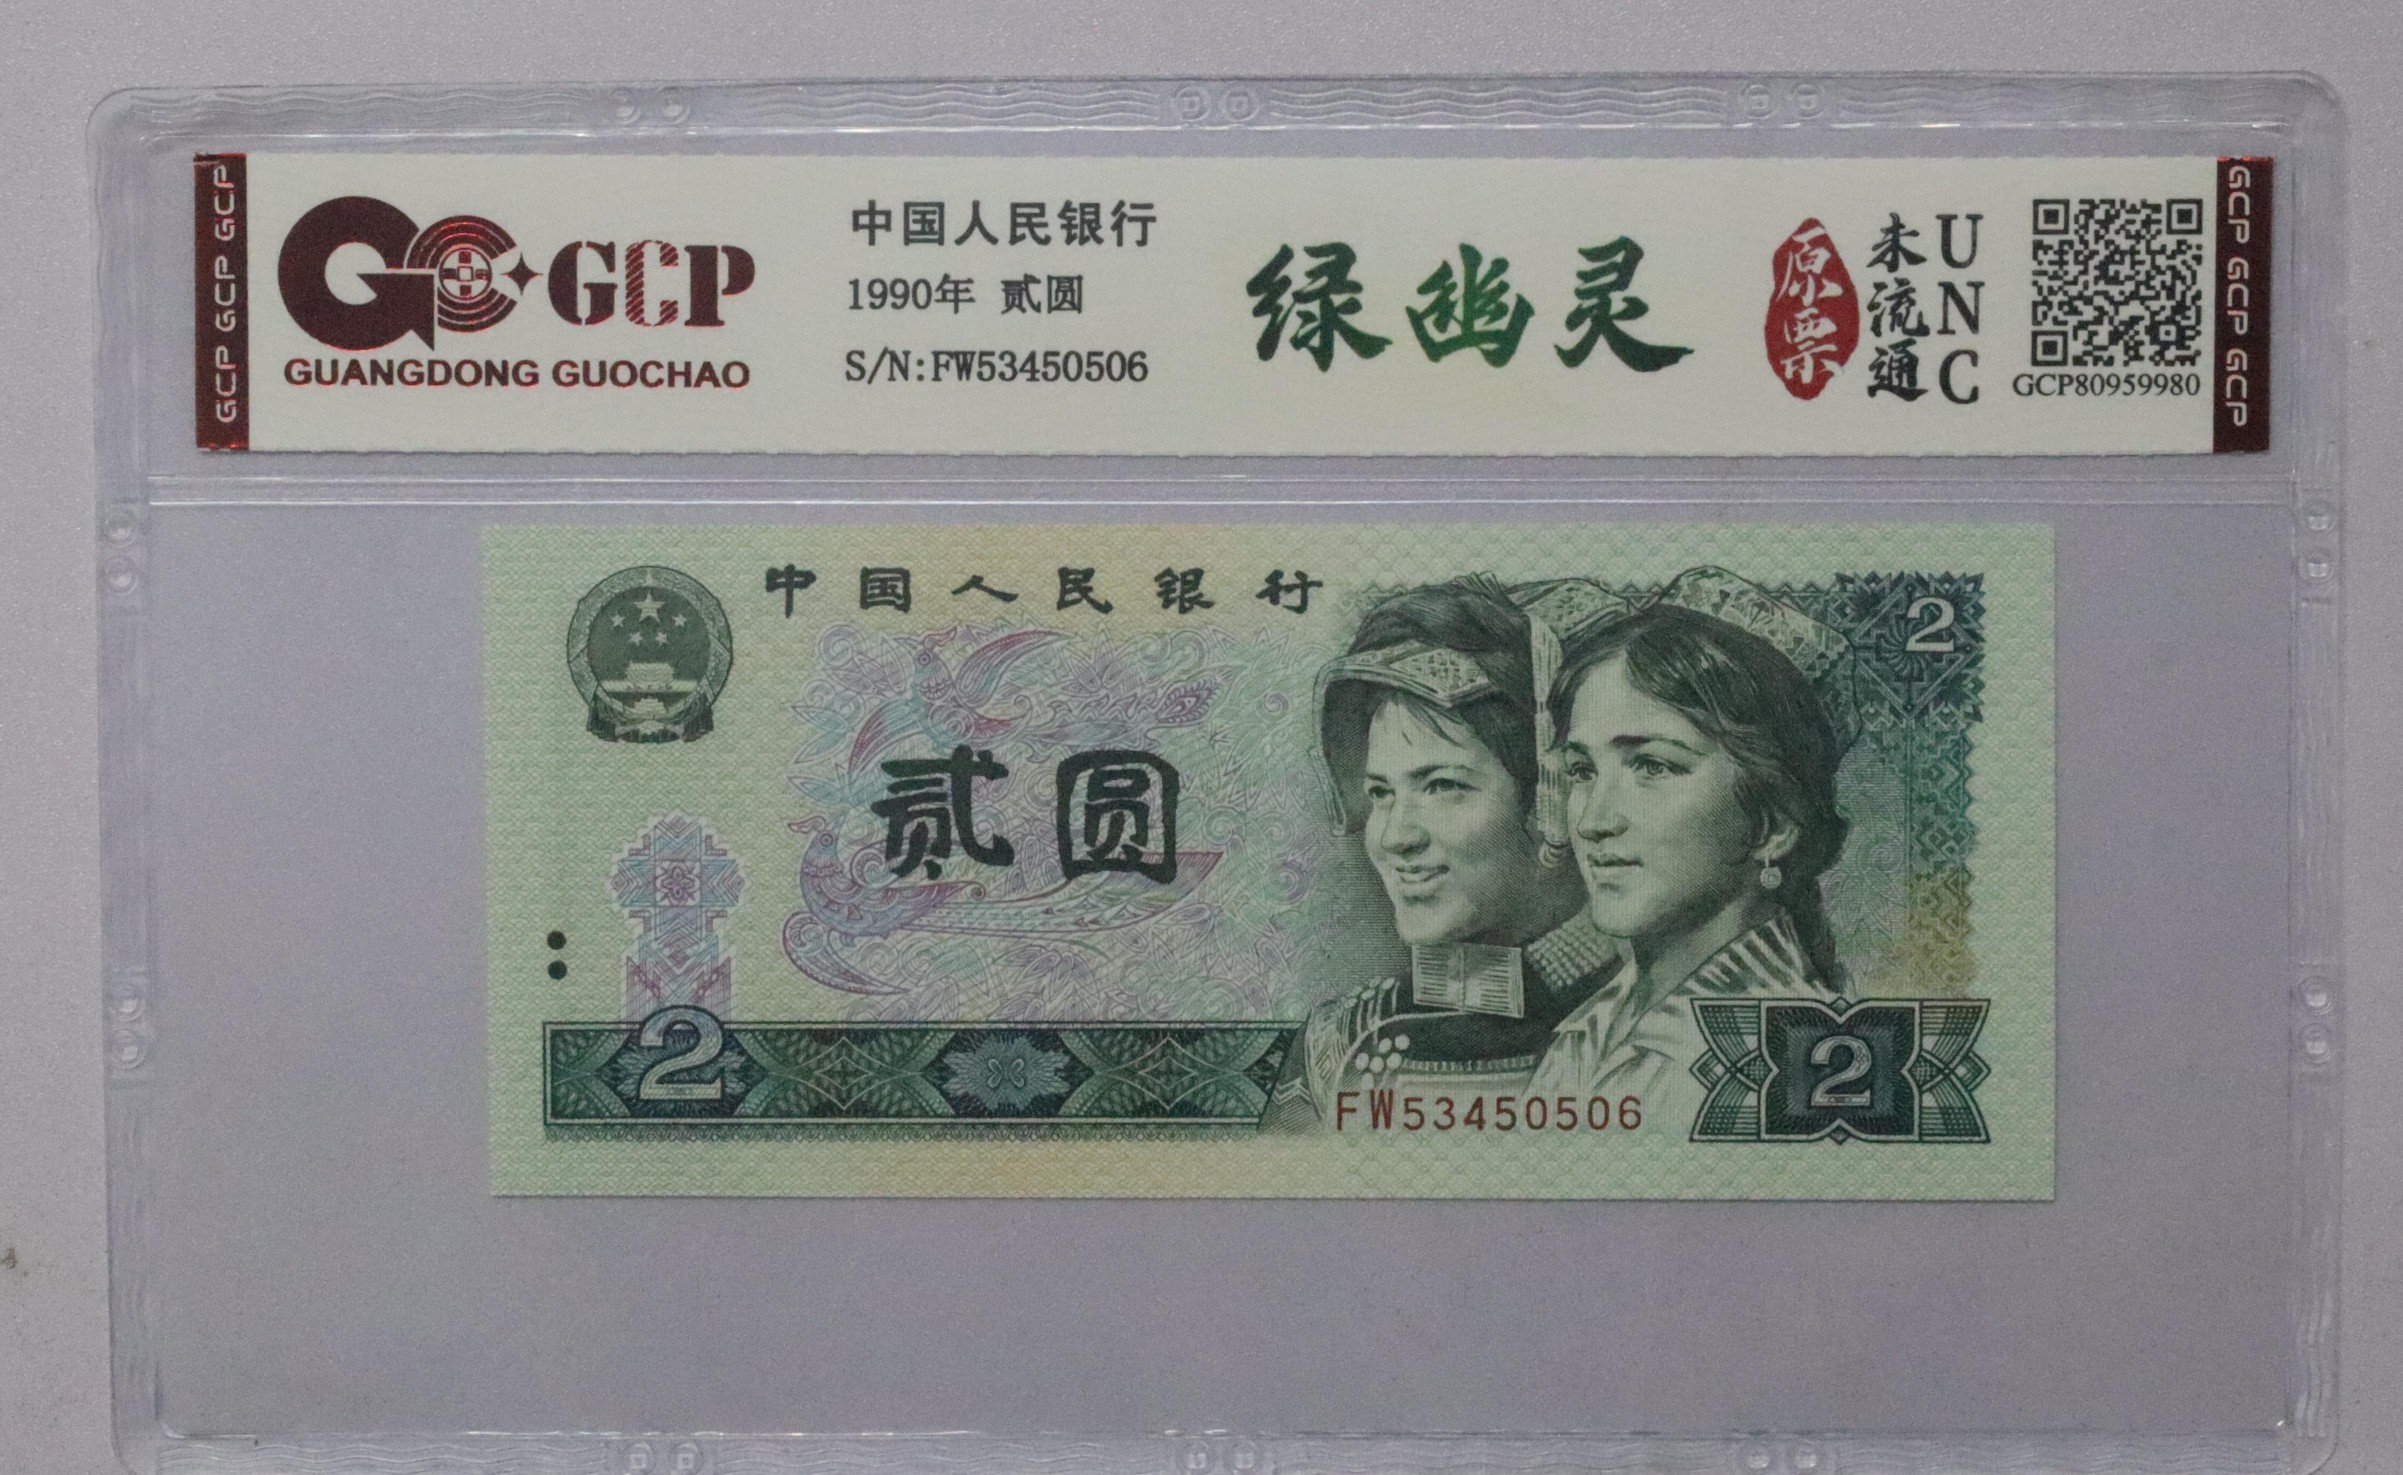 GCP GCP GCP
GCP
GUANGDONG GUOCHAO
中国人民银行
1990年 贰圆
S/N:FW53450506
绿幽灵
原票
未流通
UNC
GCP80959980
GCP GCP GCP
中国人民银行
2
贰圆
2
FW53450506
2